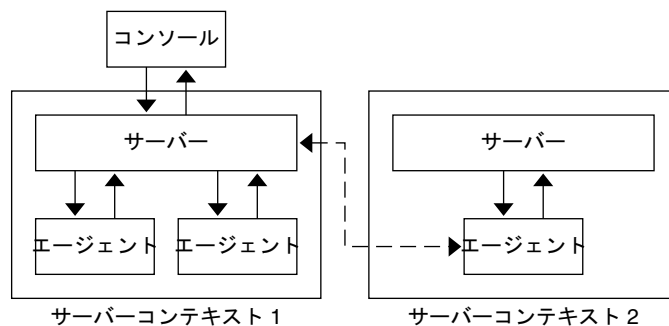 コンソール
サーバー
サーバー
エージェント
エージェント
エージェント
サーバーコンテキスト 1
サーバーコンテキスト 2